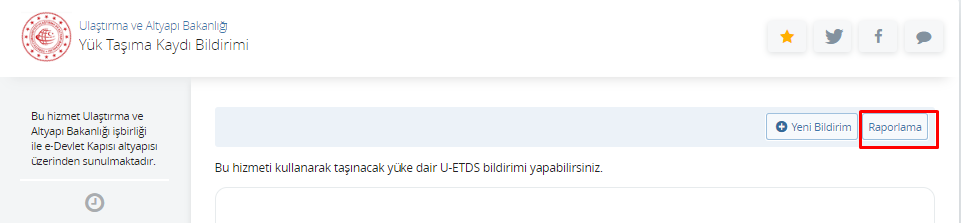 Ulaştırma ve Altyapı Bakanlığı
Yük Taşıma Kaydı Bildirimi
Bu hizmet Ulaştırma ve
Altyapı Bakanlığı işbirliği
ile e-Devlet Kapısı altyapısı
üzerinden sunulmaktadır.
Yeni Bildirim
Raporlama
Bu hizmeti kullanarak taşınacak yüke dair U-ETDS bildirimi yapabilirsiniz.